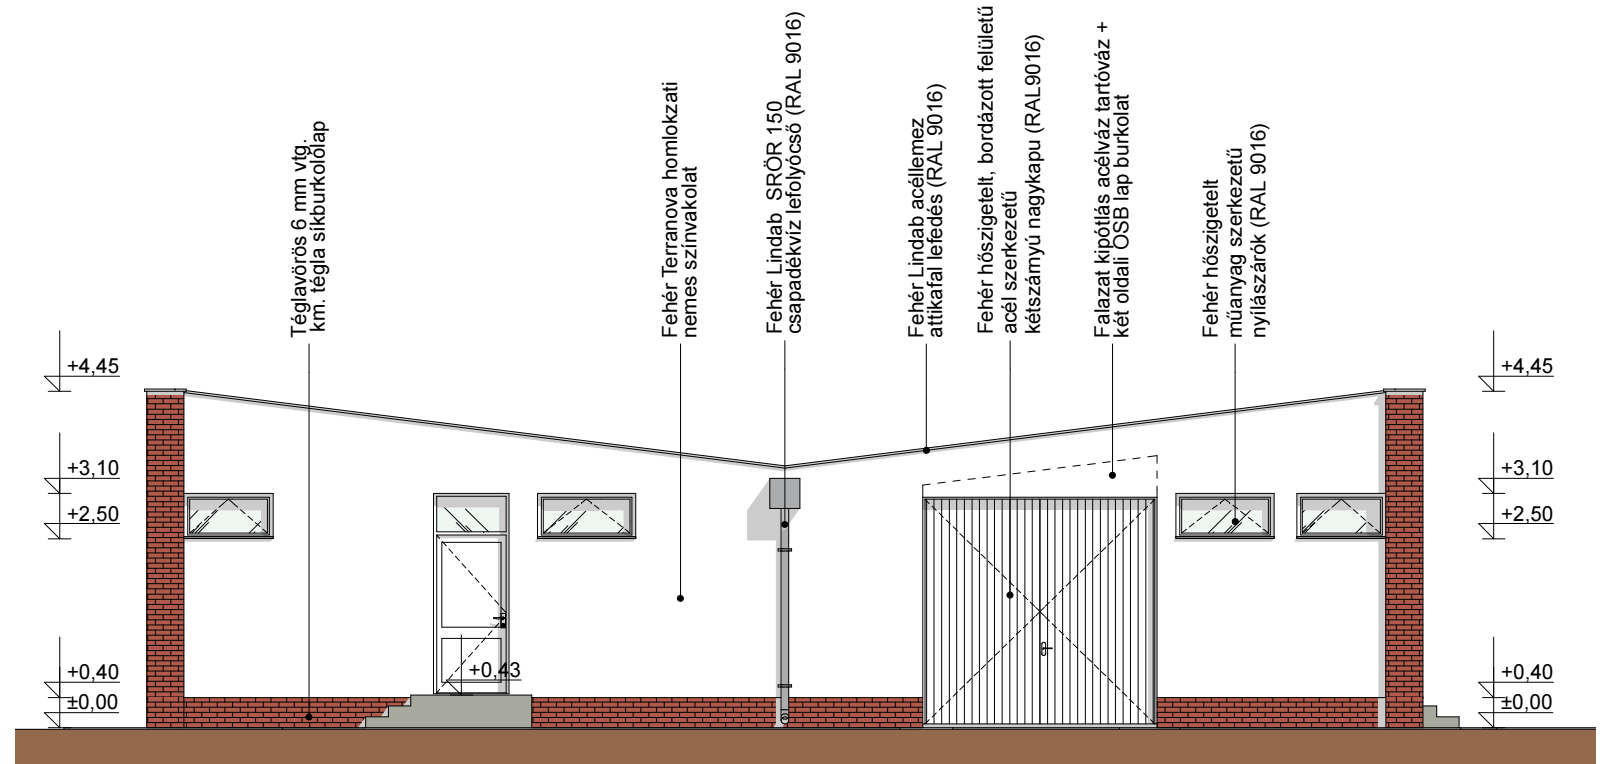 Téglavörös 6 mm vtg.
km. tégla síkburkolólap
Fehér Terranova homlokzati
nemes színvakolat
Fehér Lindab SRÖR 150
csapadékvíz lefolyócső (RAL 9016)
Fehér Lindab acéllemez
attikafal lefedés (RAL 9016)
Fehér hőszigetelt, bordázott felületű
acél szerkezetű
kétszárnyú nagykapu (RAL9016)
Falazat kipótlás acélváz tartóváz +
két oldali OSB lap burkolat
Fehér hőszigetelt
műanyag szerkezetű
nyílászárók (RAL 9016)
+4,45
+3,10
+2,50
+0,40
±0,00
+0,43
+4,45
+3,10
+2,50
+0,40
±0,00